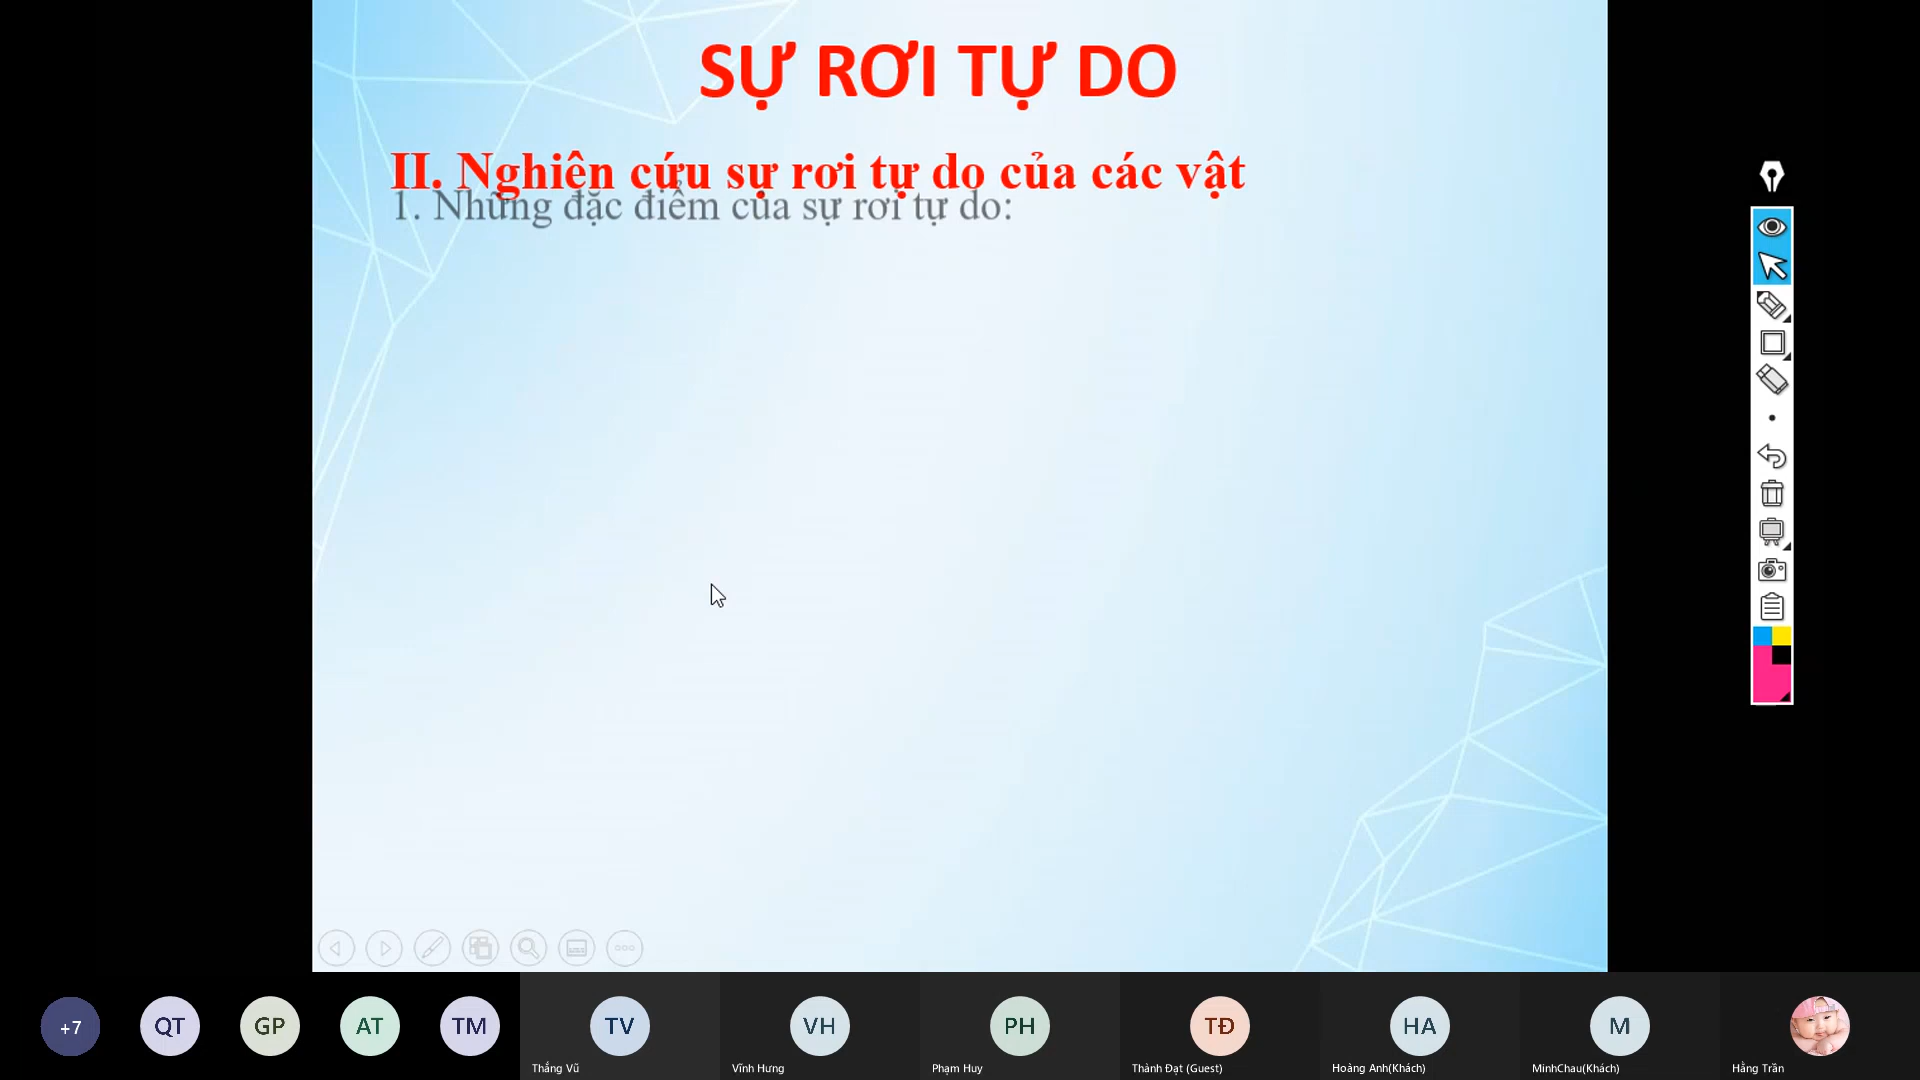 SỰ RƠI TỰ DO
II. Nghiên cứu sự rơi tự do của các vật
1. Những đặc điểm của sự rơi tự do:
+7
QT
GP
AT
TM
TV
VH
PH
TĐ
HA
M
Thắng Vũ
Vĩnh Hưng
Phạm Huy
Thành Đạt (Guest)
Hoàng Anh(Khách)
MinhChau(Khách)
Hằng Trần